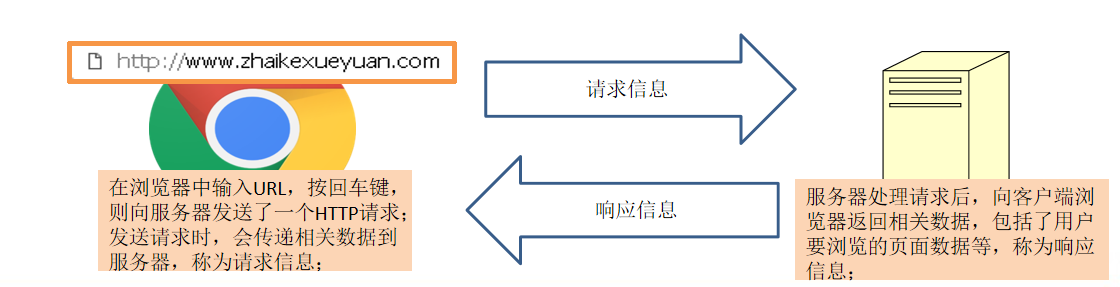 http://www.zhaikexueyuan.com
请求信息
在浏览器中输入URL，按回车键，
则向服务器发送了一个HTTP请求；
发送请求时，会传递相关数据到
服务器，称为请求信息；
响应信息
服务器处理请求后，向客户端浏
览器返回相关数据，包括了用户
要浏览的页面数据等，称为响应
信息；